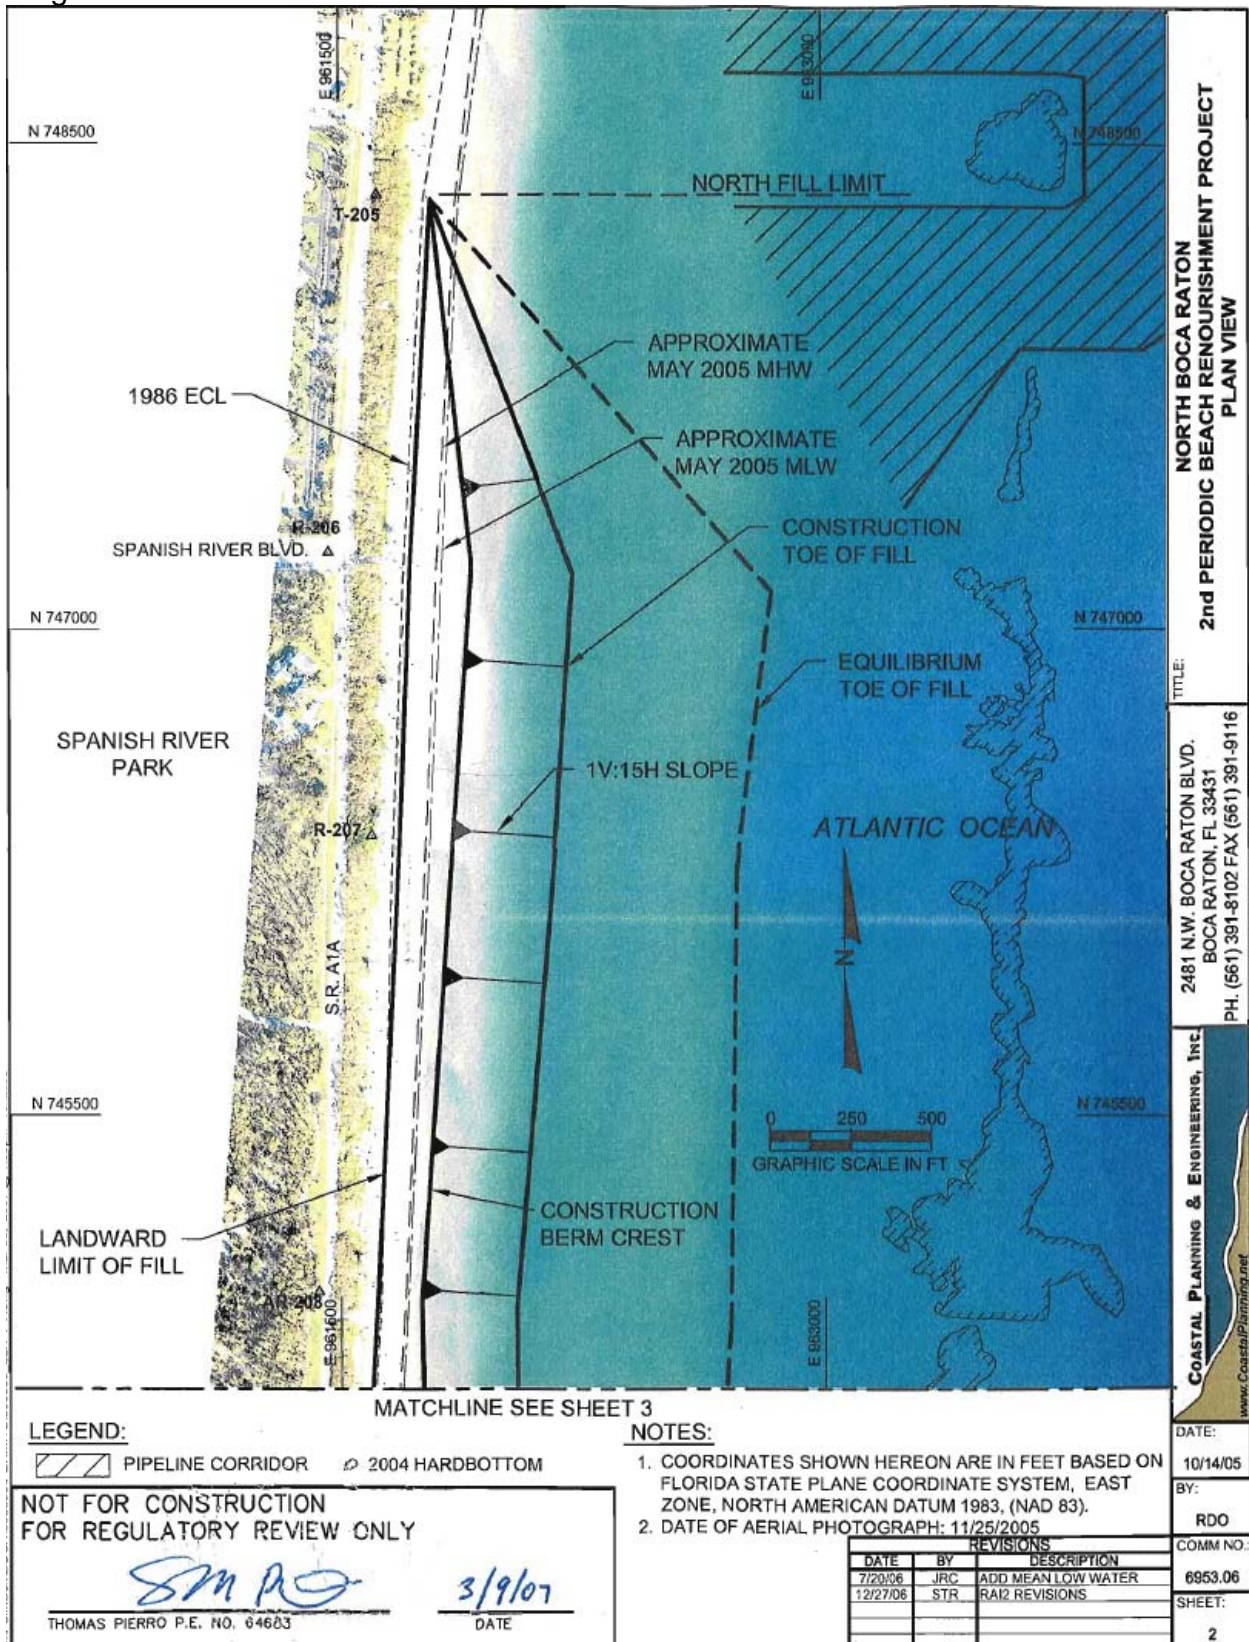 E 961500
E 963000
N 748500
N 748500
NORTH FILL LIMIT
T-205
APPROXIMATE
MAY 2005 MHW
1986 ECL
APPROXIMATE
MAY 2005 MLW
R-206
SPANISH RIVER BLVD.
CONSTRUCTION
TOE OF FILL
N 747000
N 747000
EQUILIBRIUM
TOE OF FILL
SPANISH RIVER
PARK
1V:15H SLOPE
R-207
ATLANTIC OCEAN
N
S.R. A1A
N 745500
N 745500
0 250 500
GRAPHIC SCALE IN FT
CONSTRUCTION
BERM CREST
LANDWARD
LIMIT OF FILL
AR-208
E 961500
E 963000
MATCHLINE SEE SHEET 3
LEGEND:
PIPELINE CORRIDOR
2004 HARDBOTTOM
NOT FOR CONSTRUCTION
FOR REGULATORY REVIEW ONLY
3/9/07
THOMAS PIERRO P.E. NO. 64683
DATE
NOTES:
1. COORDINATES SHOWN HEREON ARE IN FEET BASED ON
FLORIDA STATE PLANE COORDINATE SYSTEM, EAST
ZONE, NORTH AMERICAN DATUM 1983, (NAD 83).
2. DATE OF AERIAL PHOTOGRAPH: 11/25/2005
REVISIONS
DATE BY DESCRIPTION
7/20/06 JRC ADD MEAN LOW WATER
12/27/06 STR RAI2 REVISIONS
TITLE:
NORTH BOCA RATON
2nd PERIODIC BEACH RENOURISHMENT PROJECT
PLAN VIEW
2481 N.W. BOCA RATON BLVD.
BOCA RATON, FL 33431
PH. (561) 391-8102 FAX (561) 391-9116
COASTAL PLANNING & ENGINEERING, INC.
www.CoastalPlanning.net
DATE:
10/14/05
BY:
RDO
COMM NO.:
6953.06
SHEET:
2